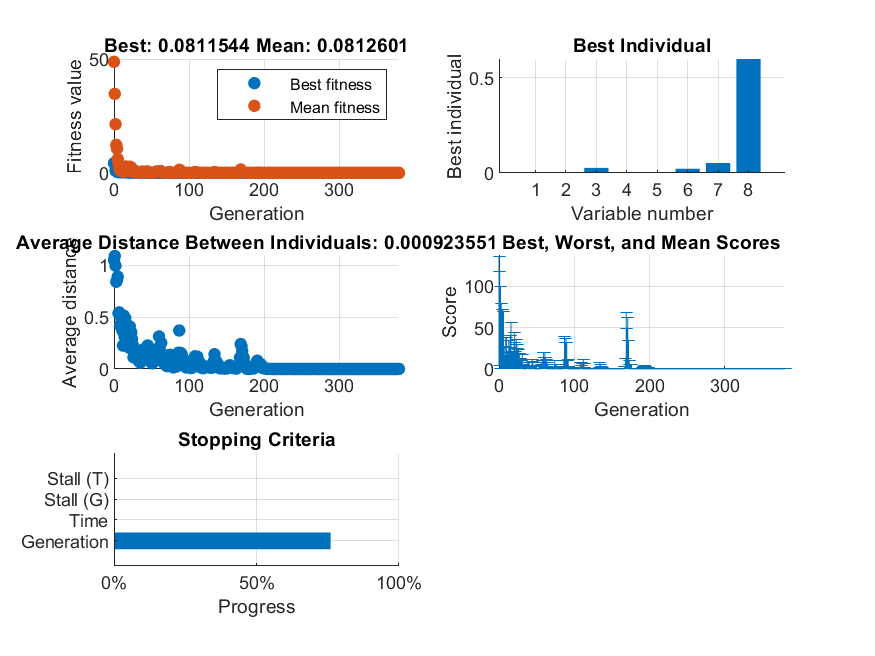 Best: 0.0811544 Mean: 0.0812601
50
0
Fitness value
Best fitness
Mean fitness
0 100 200 300
Generation
Best Individual
0.5
0
Best individual
1 2 3 4 5 6 7 8
Variable number
Average Distance Between Individuals: 0.000923551
1
0.5
0
Average distance
0 100 200 300
Generation
Best, Worst, and Mean Scores
100
50
0
Score
0 100 200 300
Generation
Stopping Criteria
Stall (T)
Stall (G)
Time
Generation
0% 50% 100%
Progress